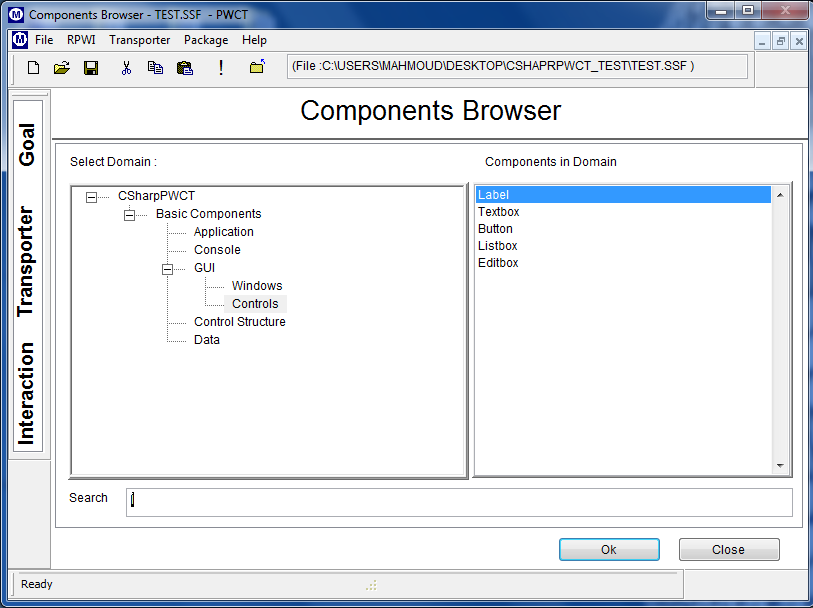 Components Browser - TEST.SSF - PWCT
File RPWI Transporter Package Help
(File :C:\USERS\MAHMOUD\DESKTOP\CSHAPRPWCT_TEST\TEST.SSF )
Goal
Transporter
Interaction
Components Browser
Select Domain :
CSharpPWCT
Basic Components
Application
Console
GUI
Windows
Controls
Control Structure
Data
Components in Domain
Label
Textbox
Button
Listbox
Editbox
Search
Ok
Close
Ready